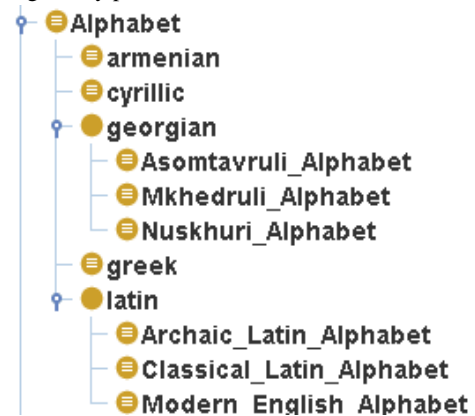 Alphabet
armenian
cyrillic
georgian
Asomtavruli_Alphabet
Mkhedruli_Alphabet
Nuskhuri_Alphabet
greek
latin
Archaic_Latin_Alphabet
Classical_Latin_Alphabet
Modern_English_Alphabet